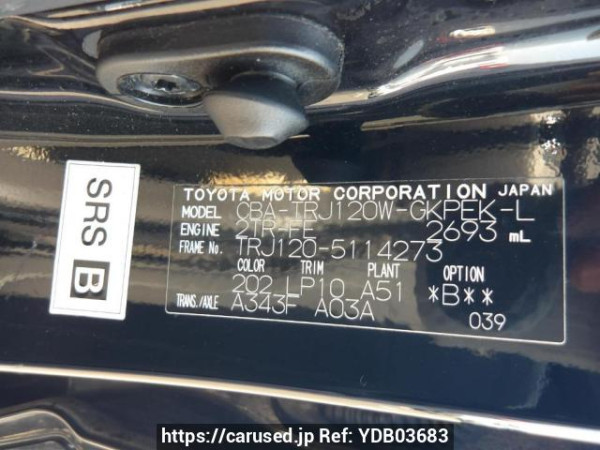 SRS B
TOYOTA MOTOR CORPORATION JAPAN
MODEL CBA-TRJ120W-GKPEK-L
ENGINE 2TR-FE 2693 mL
FRAME No. TRJ120-5114273
COLOR TRIM PLANT OPTION
202 LP10 A51 *B**
TRANS./AXLE A343F A03A
039
https://carused.jp Ref: YDB03683